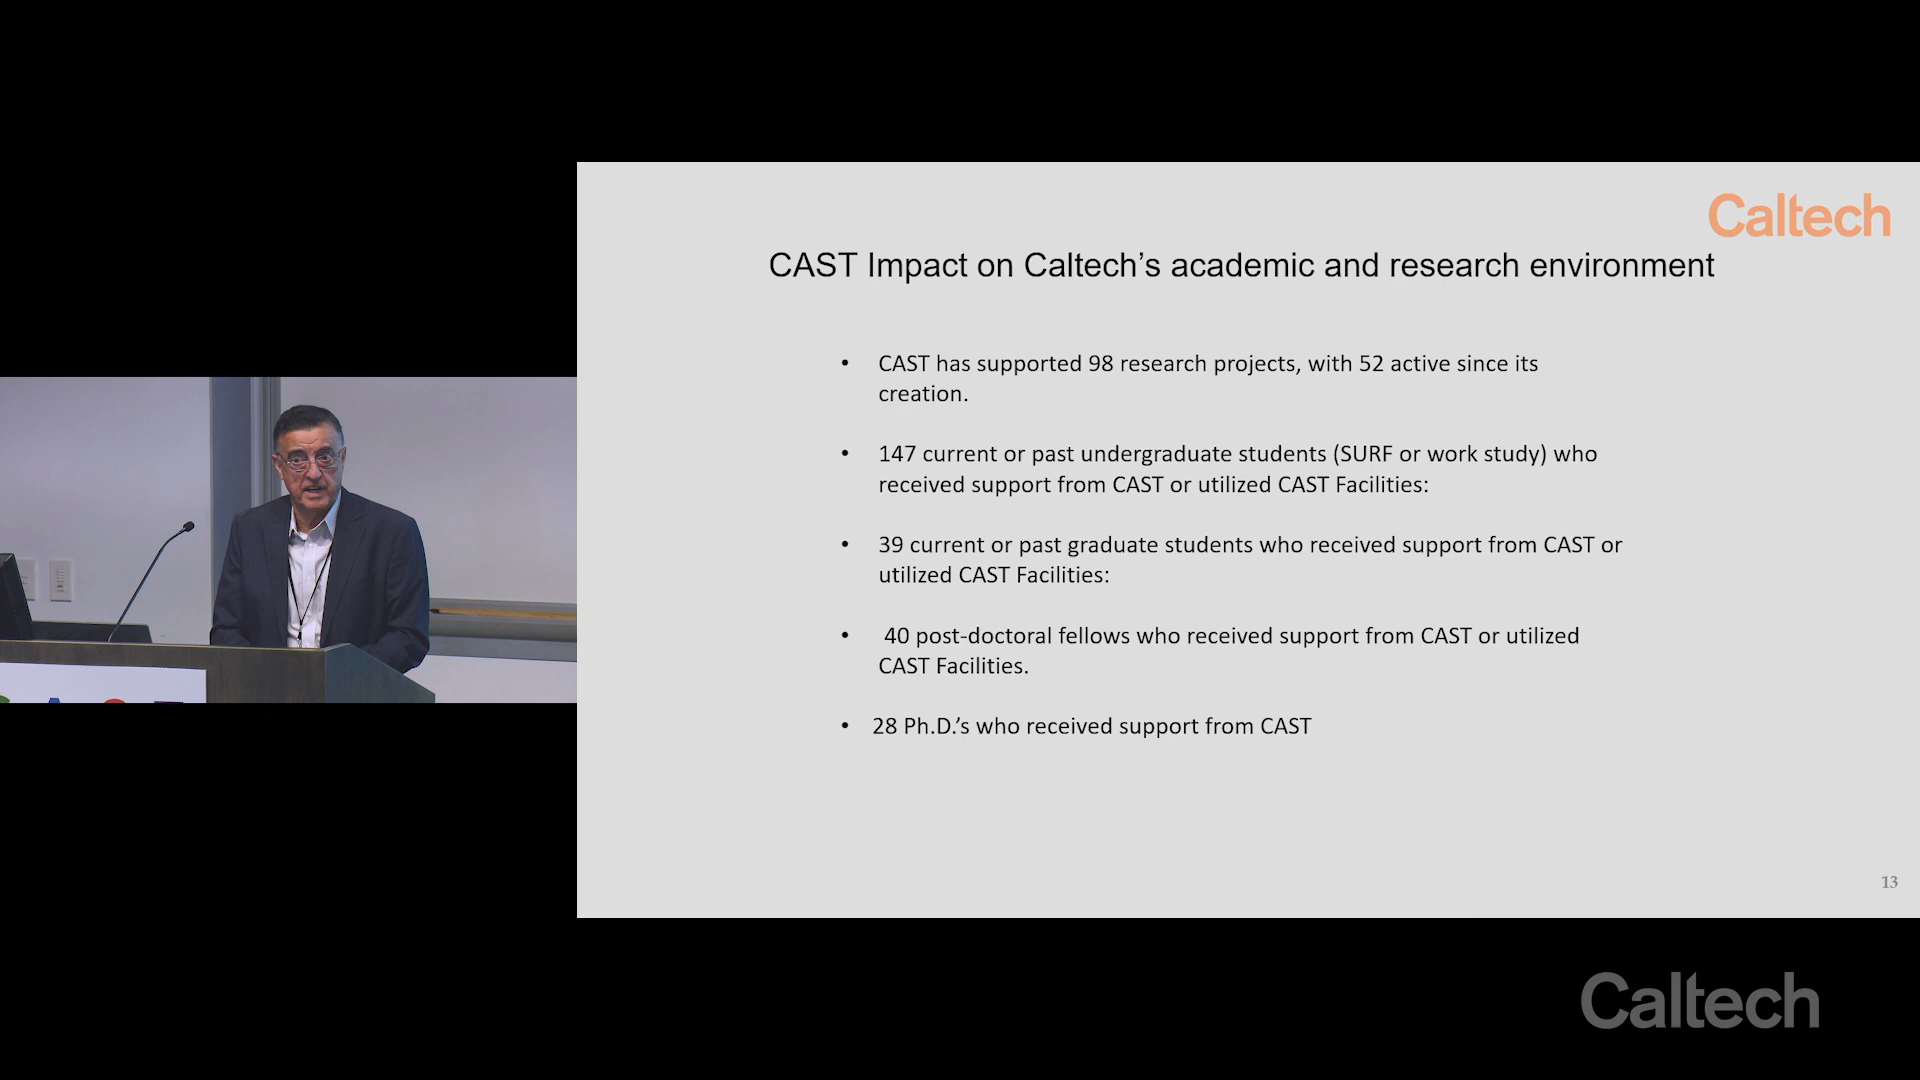 Caltech
CAST Impact on Caltech’s academic and research environment
• CAST has supported 98 research projects, with 52 active since its
creation.
• 147 current or past undergraduate students (SURF or work study) who
received support from CAST or utilized CAST Facilities:
• 39 current or past graduate students who received support from CAST or
utilized CAST Facilities:
• 40 post-doctoral fellows who received support from CAST or utilized
CAST Facilities.
• 28 Ph.D.’s who received support from CAST
13
Caltech